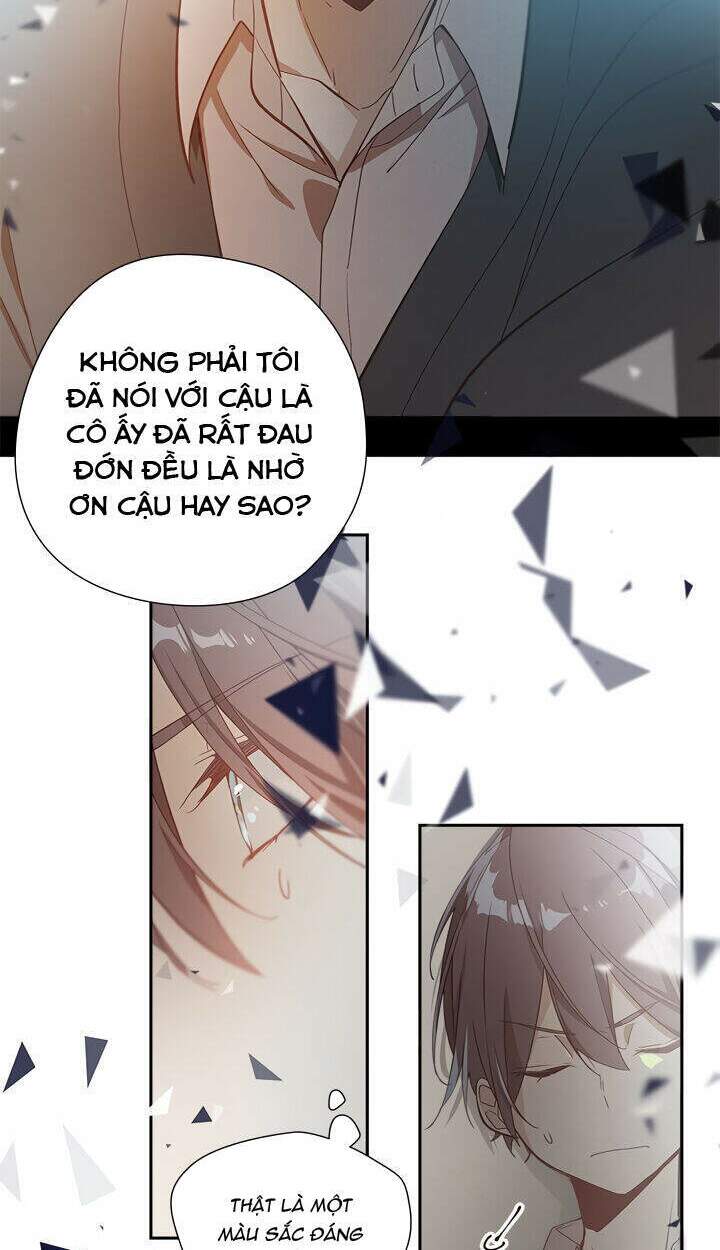 KHÔNG PHẢI TÔI
ĐÃ NÓI VỚI CẬU LÀ
CÔ ẤY ĐÃ RẤT ĐAU
ĐỚN ĐỀU LÀ NHỜ
ƠN CẬU HAY SAO?
THẬT LÀ MỘT
MÀU SẮC ĐÁNG